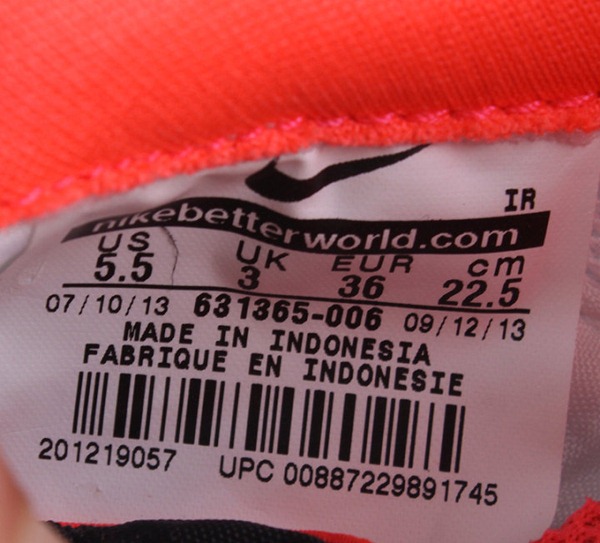 IR
nikebetterworld.com
US UK EUR cm
5.5 3 36 22.5
07/10/13 631365-006 09/12/13
MADE IN INDONESIA
FABRIQUE EN INDONESIE
201219057 UPC 00887229891745